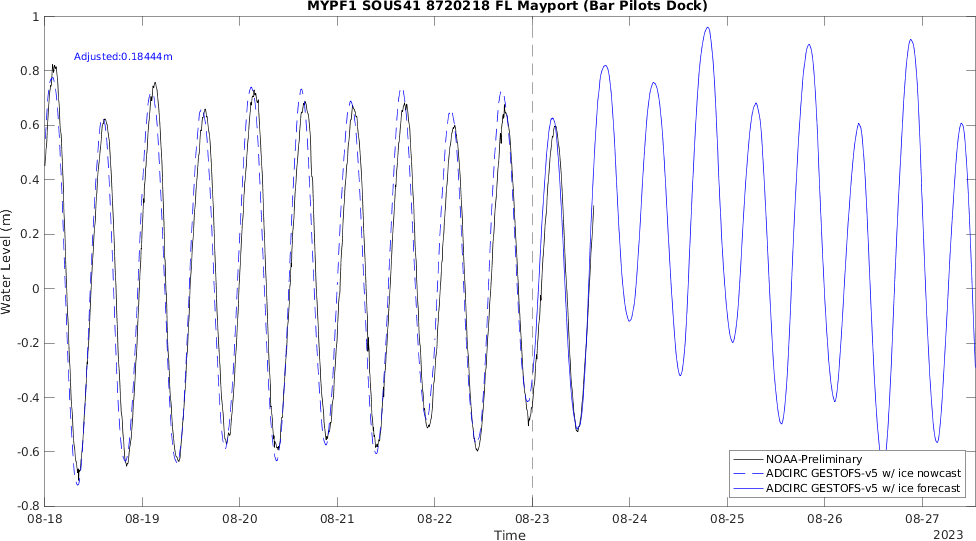 MYPF1 SOUS41 8720218 FL Mayport (Bar Pilots Dock)
Adjusted:0.18444m
Water Level (m)
1
0.8
0.6
0.4
0.2
0
-0.2
-0.4
-0.6
-0.8
NOAA-Preliminary
ADCIRC GESTOFS-v5 w/ ice nowcast
ADCIRC GESTOFS-v5 w/ ice forecast
08-18 08-19 08-20 08-21 08-22 08-23 08-24 08-25 08-26 08-27
Time
2023